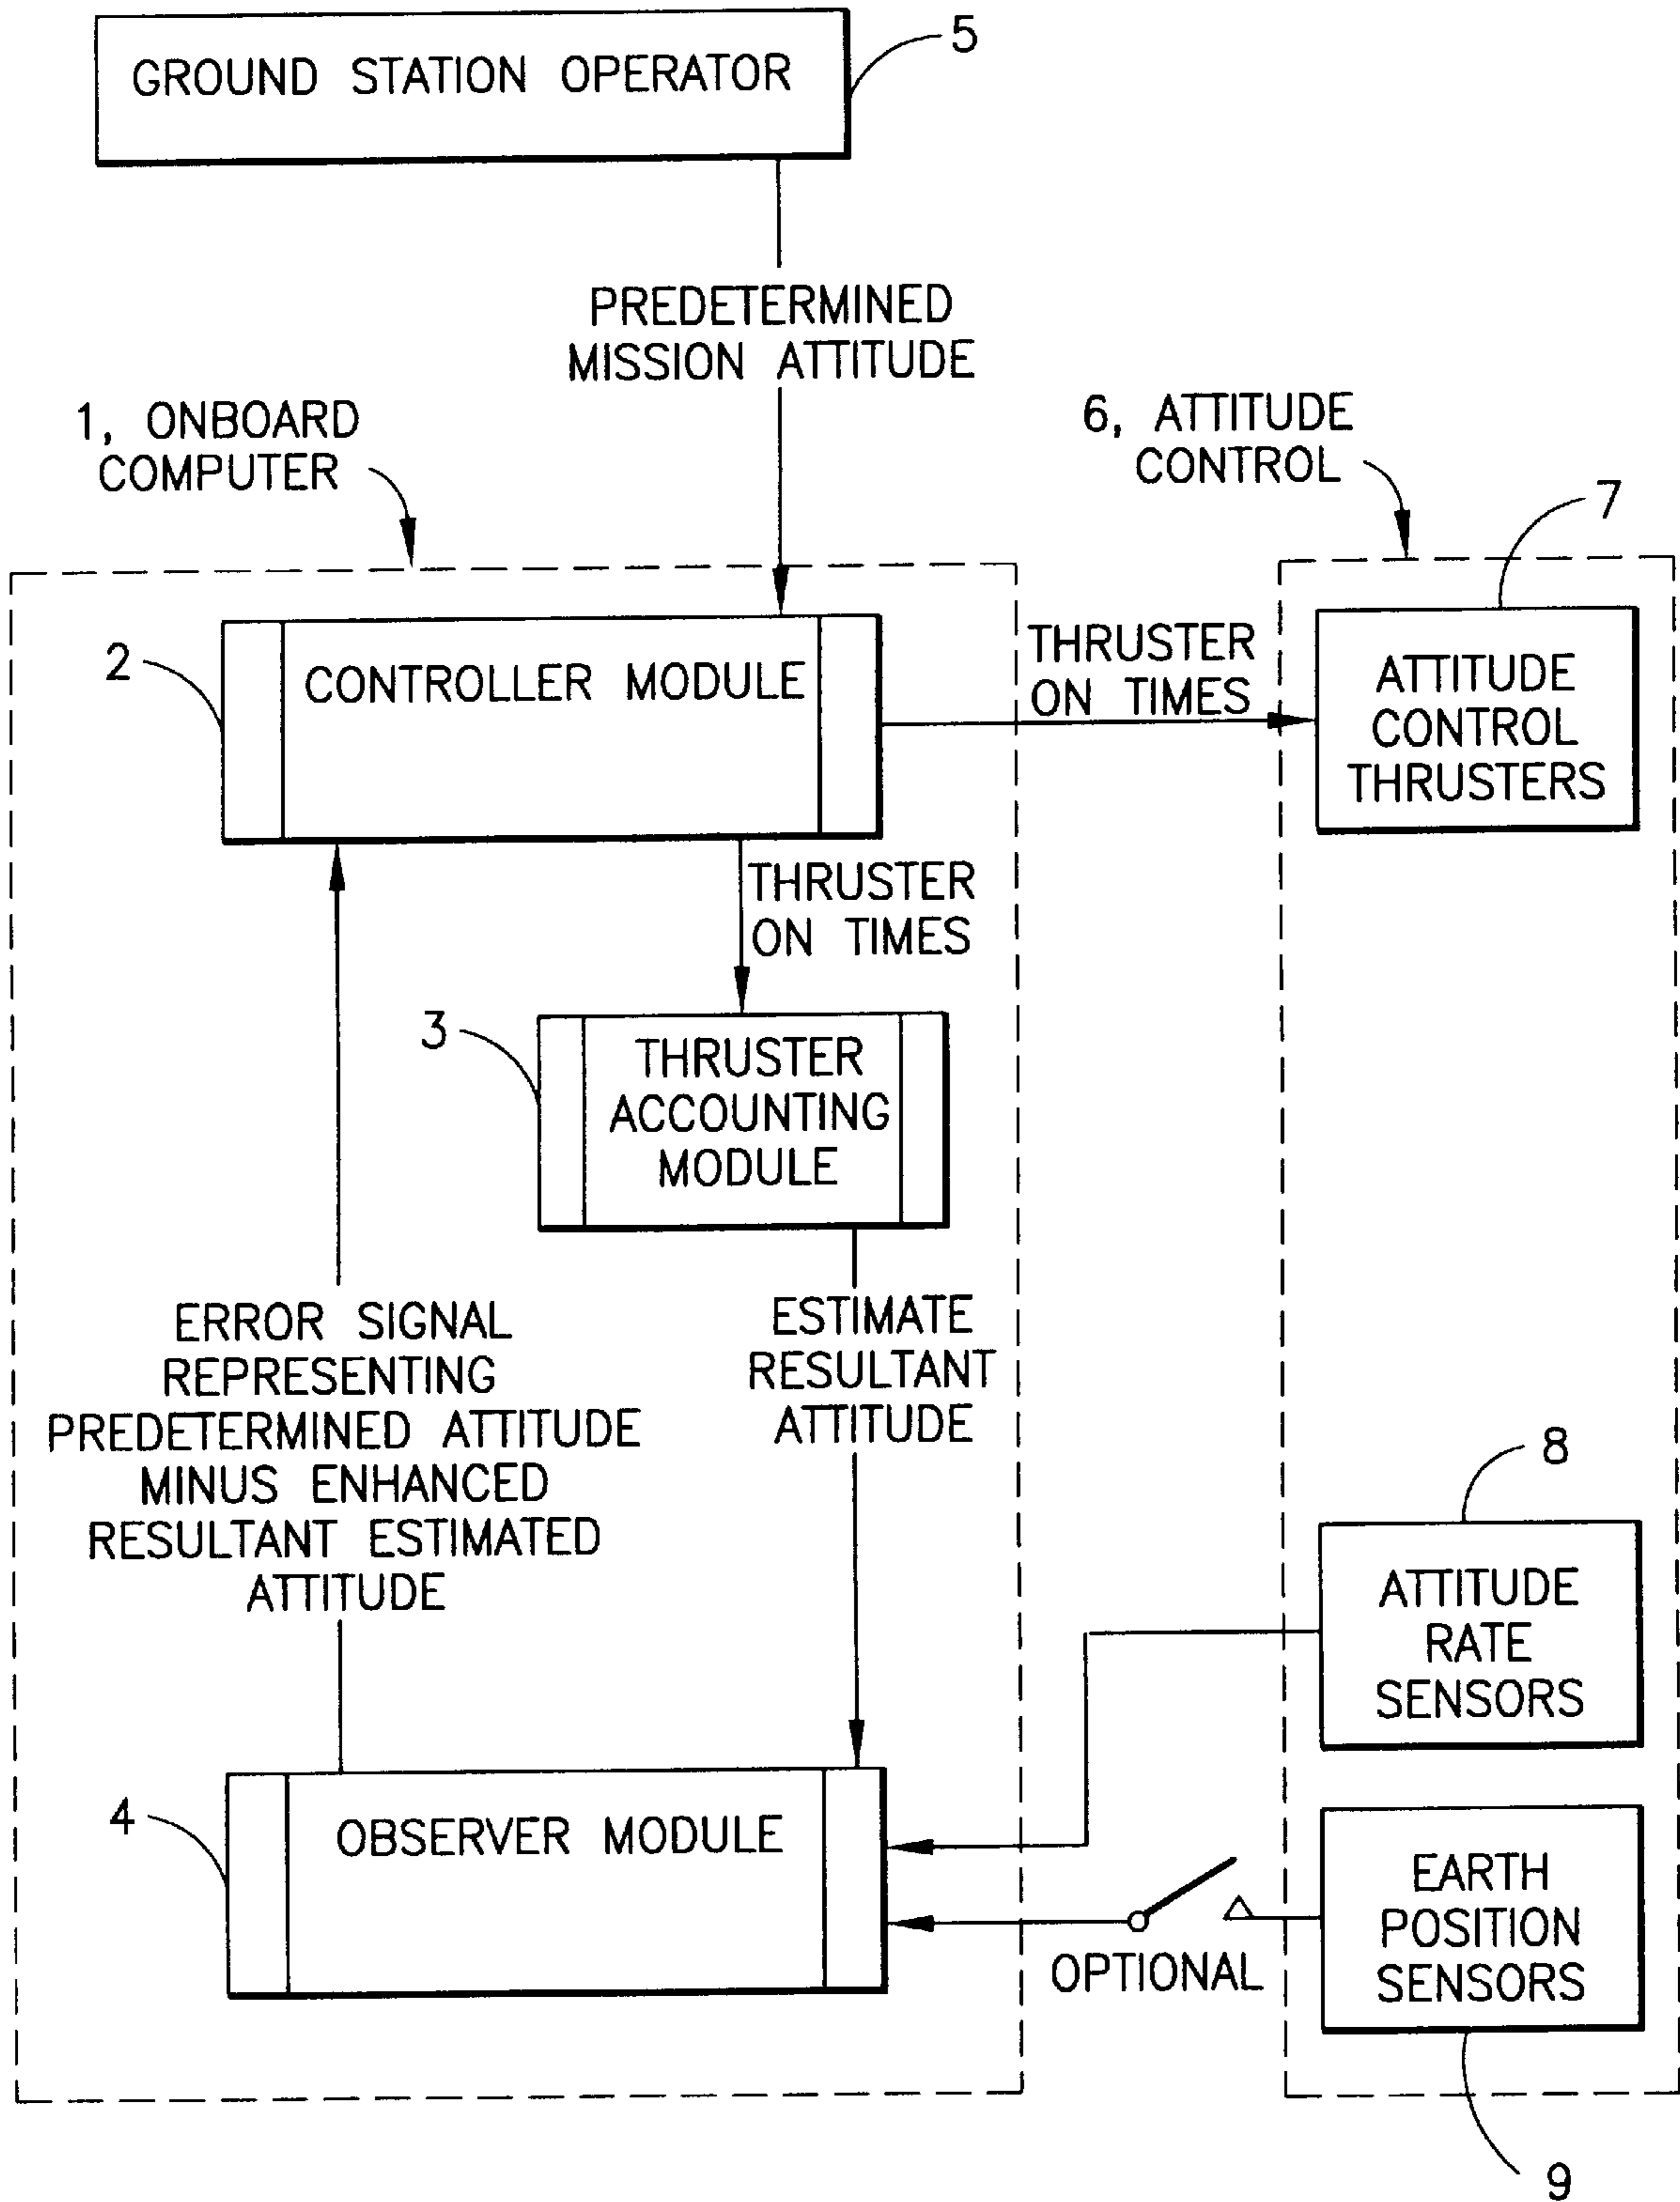 5
GROUND STATION OPERATOR
PREDETERMINED
MISSION ATTITUDE
1, ONBOARD
COMPUTER
6, ATTITUDE
CONTROL
7
2
CONTROLLER MODULE
THRUSTER
ON TIMES
ATTITUDE
CONTROL
THRUSTERS
THRUSTER
ON TIMES
3
THRUSTER
ACCOUNTING
MODULE
ERROR SIGNAL
REPRESENTING
PREDETERMINED ATTITUDE
MINUS ENHANCED
RESULTANT ESTIMATED
ATTITUDE
ESTIMATE
RESULTANT
ATTITUDE
8
ATTITUDE
RATE
SENSORS
4
OBSERVER MODULE
OPTIONAL
EARTH
POSITION
SENSORS
9